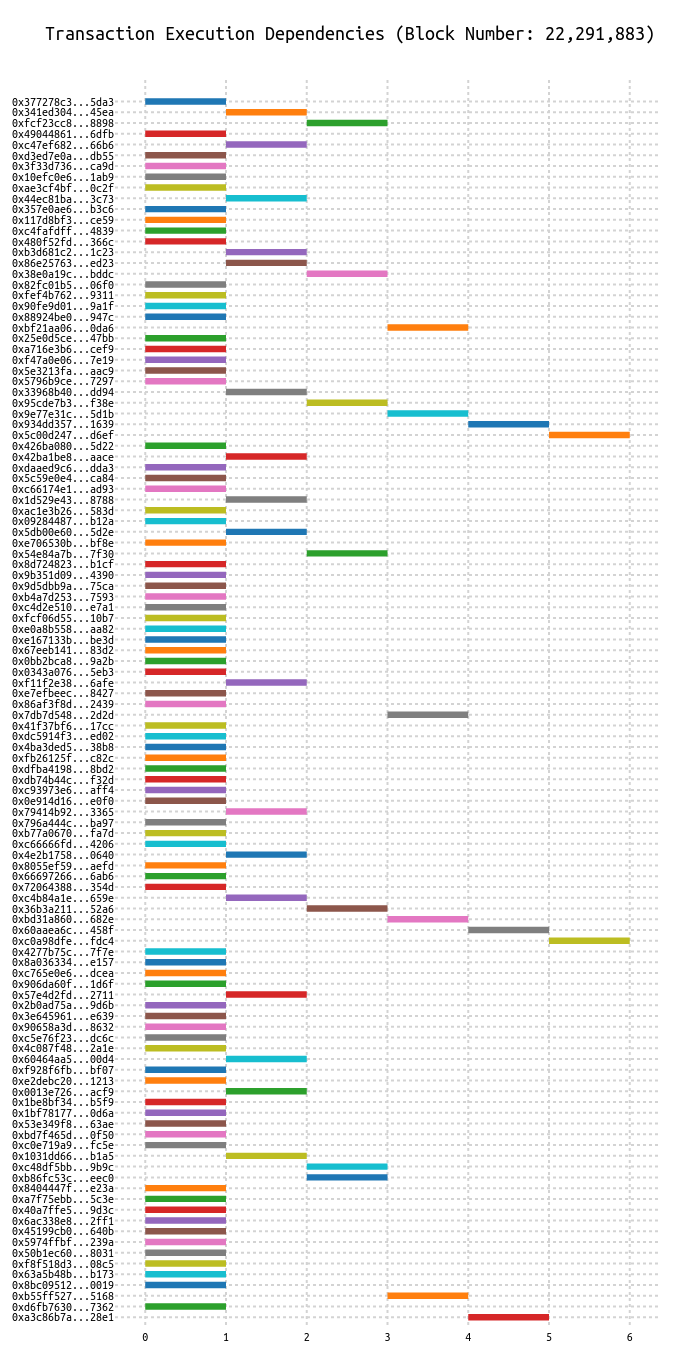 Transaction Execution Dependencies (Block Number: 22,291,883)
0x377278c3...5da3
0x341ed304...45ea
0xfcf23cc8...8898
0x49044861...6dfb
0xc47ef682...66b6
0xd3ed7e0a...db55
0x3f33d736...ca9d
0x10efc0e6...1ab9
0xae3cf4bf...0c2f
0x44ec81ba...3c73
0x357e0ae6...b3c6
0x117d8bf3...ce59
0xc4fafdff...4839
0x480f52fd...366c
0xb3d681c2...1c23
0x86e25763...ed23
0x38e0a19c...bddc
0x82fc01b5...06f0
0xfef4b762...9311
0x90fe9d01...9a1f
0x88924be0...947c
0xbf21aa06...0da6
0x25e0d5ce...47bb
0xa716e3b6...cef9
0xf47a0e06...7e19
0x5e3213fa...aac9
0x5796b9ce...7297
0x33968b40...dd94
0x95cde7b3...f38e
0x9e77e31c...5d1b
0x934dd357...1639
0x5c00d247...d6ef
0x426ba080...5d22
0x42ba1be8...aace
0xdaaed9c6...dda3
0x5c59e0e4...ca84
0xc66174e1...ad93
0x1d529e43...8788
0xac1e3b26...583d
0x09284487...b12a
0x5db00e60...5d2e
0xe706530b...bf8e
0x54e84a7b...7f30
0x8d724823...b1cf
0x9b351d09...4390
0x9d5dbb9a...75ca
0xb4a7d253...7593
0xc4d2e510...e7a1
0xfcf06d55...10b7
0xe0a8b558...aa82
0xe167133b...be3d
0x67eeb141...83d2
0x0bb2bca8...9a2b
0x0343a076...5eb3
0xf11f2e38...6afe
0xe7efbeec...8427
0x86af3f8d...2439
0x7db7d548...2d2d
0x41f37bf6...17cc
0xdc5914f3...ed02
0x4ba3ded5...38b8
0xfb26125f...c82c
0xdfba4198...8bd2
0xdb74b44c...f32d
0xc93973e6...aff4
0x0e914d16...e0f0
0x79414b92...3365
0x796a444c...ba97
0xb77a0670...fa7d
0xc66666fd...4206
0x4e2b1758...0640
0x8055ef59...aefd
0x66697266...6ab6
0x72064388...354d
0xc4b84a1e...659e
0x36b3a211...52a6
0xbd31a860...682e
0x60aaea6c...458f
0xc0a98dfe...fdc4
0x4277b75c...7f7e
0x8a036334...e157
0xc765e0e6...dcea
0x906da60f...1d6f
0x57e4d2fd...2711
0x2b0ad75a...9d6b
0x3e645961...e639
0x90658a3d...8632
0xc5e76f23...dc6c
0x4c087f48...2a1e
0x60464aa5...00d4
0xf928f6fb...bf07
0xe2debc20...1213
0x0013e726...acf9
0x1be8bf34...b5f9
0x1bf78177...0d6a
0x53e349f8...63ae
0xbd7f465d...0f50
0xc0e719a9...fc5e
0x1031dd66...b1a5
0xc48df5bb...9b9c
0xb86fc53c...eec0
0x8404447f...e23a
0xa7f75ebb...5c3e
0x40a7ffe5...9d3c
0x6ac338e8...2ff1
0x45199cb0...640b
0x5974ffbf...239a
0x50b1ec60...8031
0xf8f518d3...08c5
0x63a5b48b...b173
0x8bc09512...0019
0xb55ff527...5168
0xd6fb7630...7362
0xa3c86b7a...28e1
0 1 2 3 4 5 6